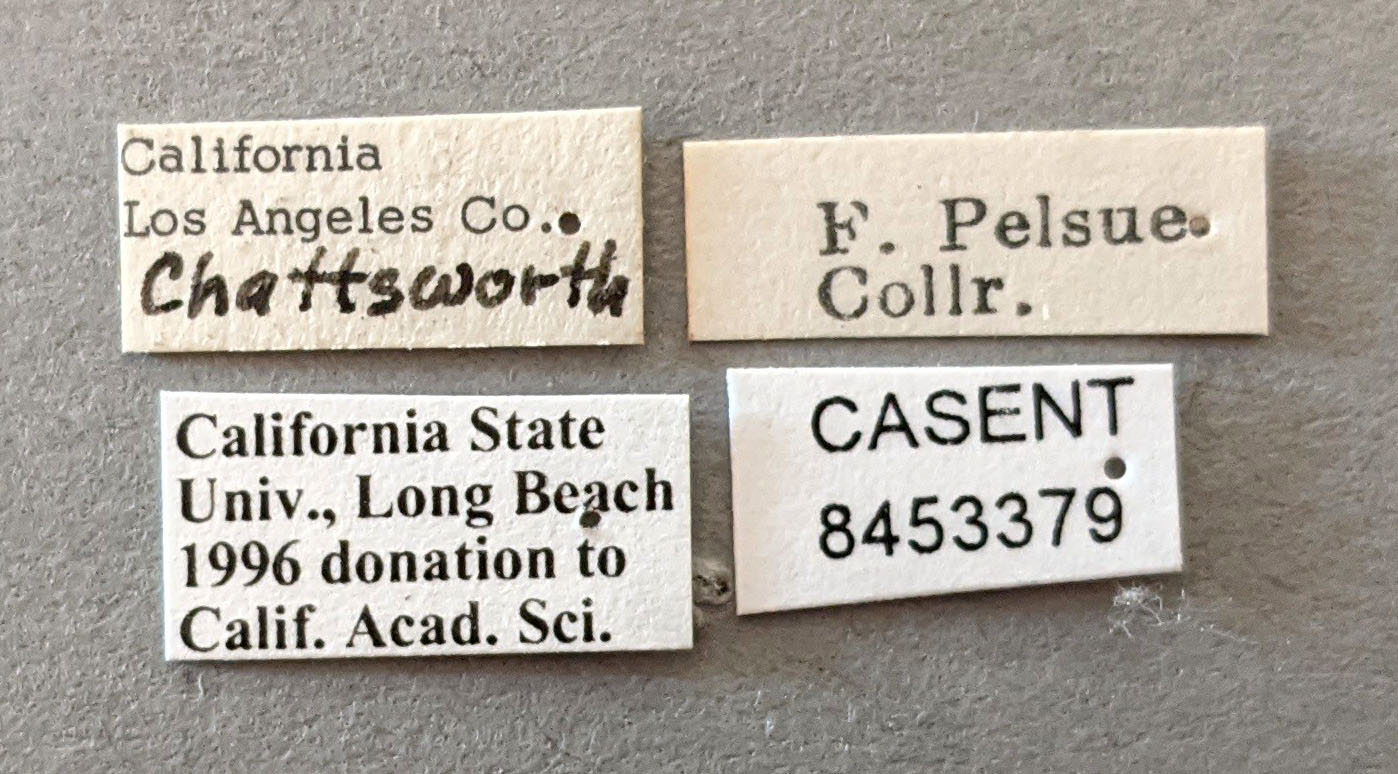 California
Los Angeles Co.
Chattsworth
F. Pelsue
Collr.
California State
Univ., Long Beach
1996 donation to
Calif. Acad. Sci.
CASENT
8453379